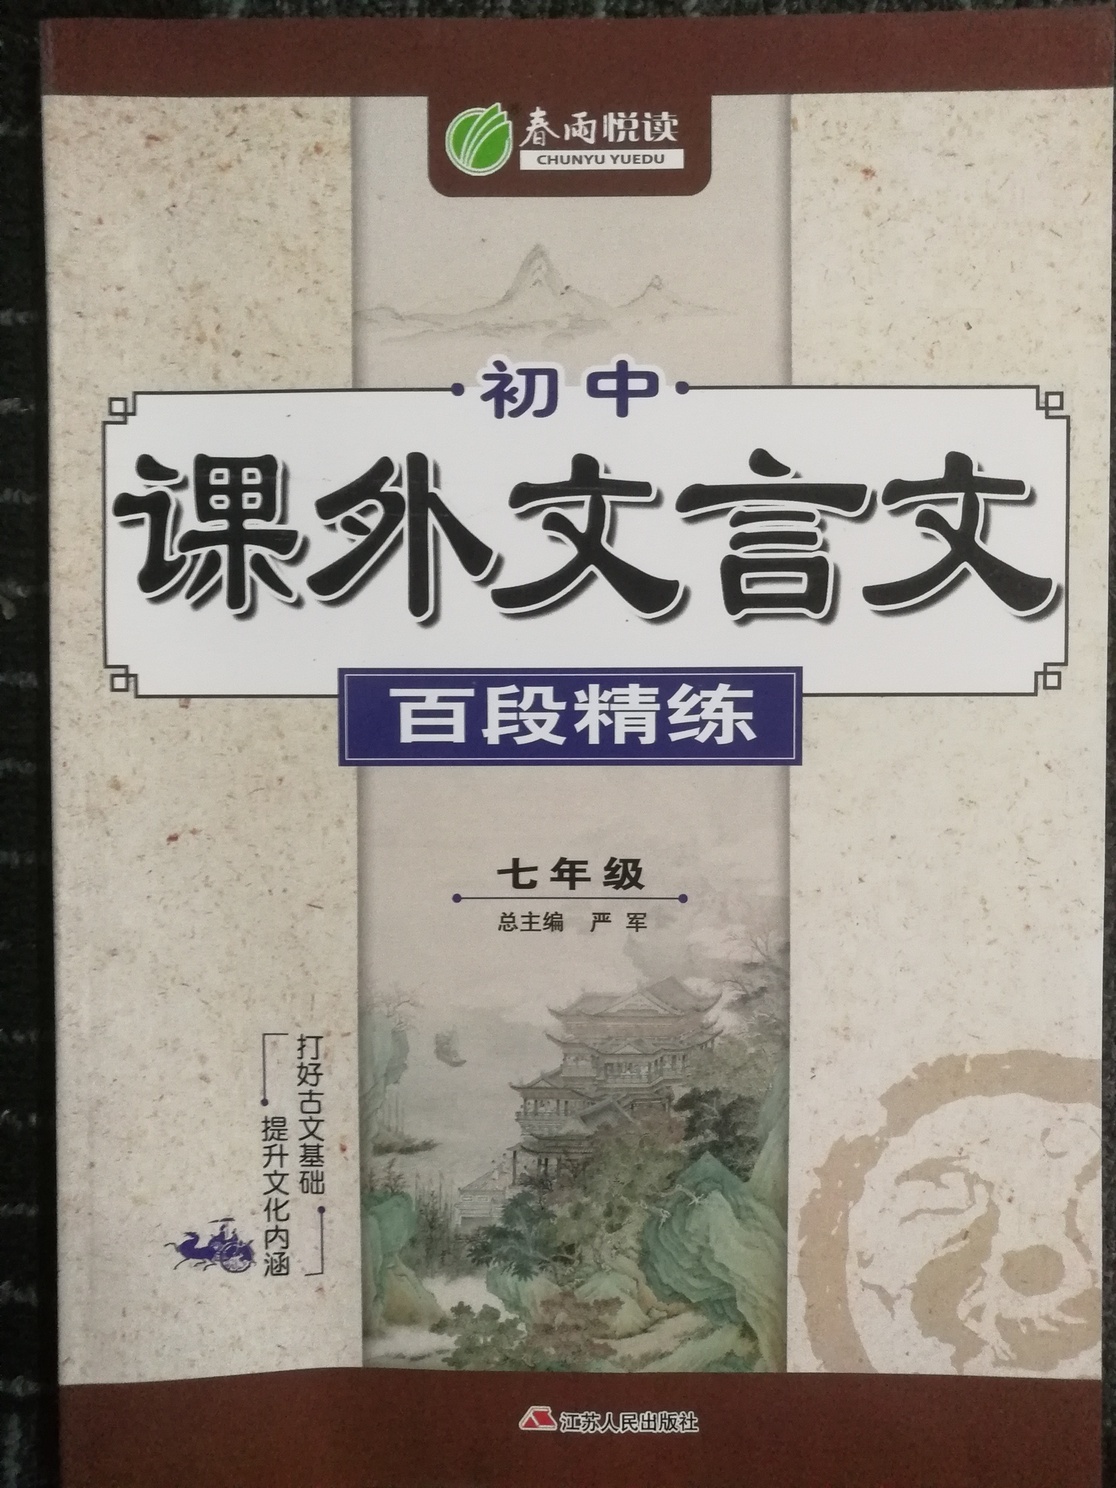 春雨悦读
CHUNYU YUEDU
初中
课外文言文
百段精练
七年级
总主编 严军
打好古文基础
提升文化内涵
江苏人民出版社